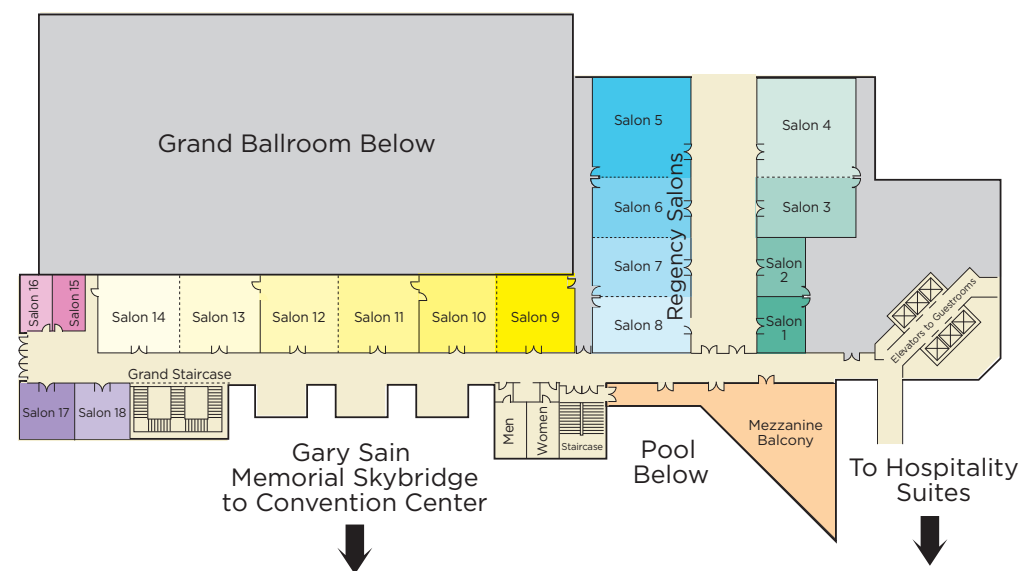 Grand Ballroom Below
Salon 5
Salon 4
Regency Salons
Salon 6
Salon 3
Salon 7
Salon
2
Salon 16
Salon 15
Salon 14
Salon 13
Salon 12
Salon 11
Salon 10
Salon 9
Salon 8
Salon
1
Elevators to Guestrooms
Grand Staircase
Salon 17
Salon 18
Men
Women
Staircase
Mezzanine
Balcony
Gary Sain
Memorial Skybridge
to Convention Center
Pool
Below
To Hospitality
Suites